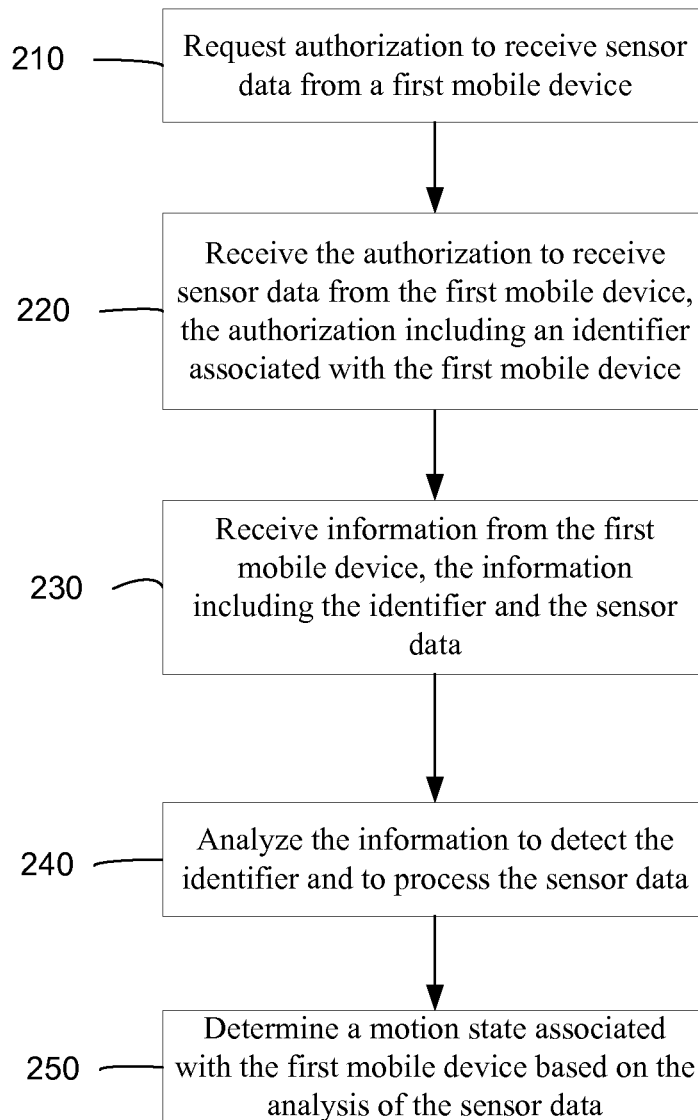 210
Request authorization to receive sensor
data from a first mobile device
220
Receive the authorization to receive
sensor data from the first mobile device,
the authorization including an identifier
associated with the first mobile device
230
Receive information from the first
mobile device, the information
including the identifier and the sensor
data
240
Analyze the information to detect the
identifier and to process the sensor data
250
Determine a motion state associated
with the first mobile device based on the
analysis of the sensor data